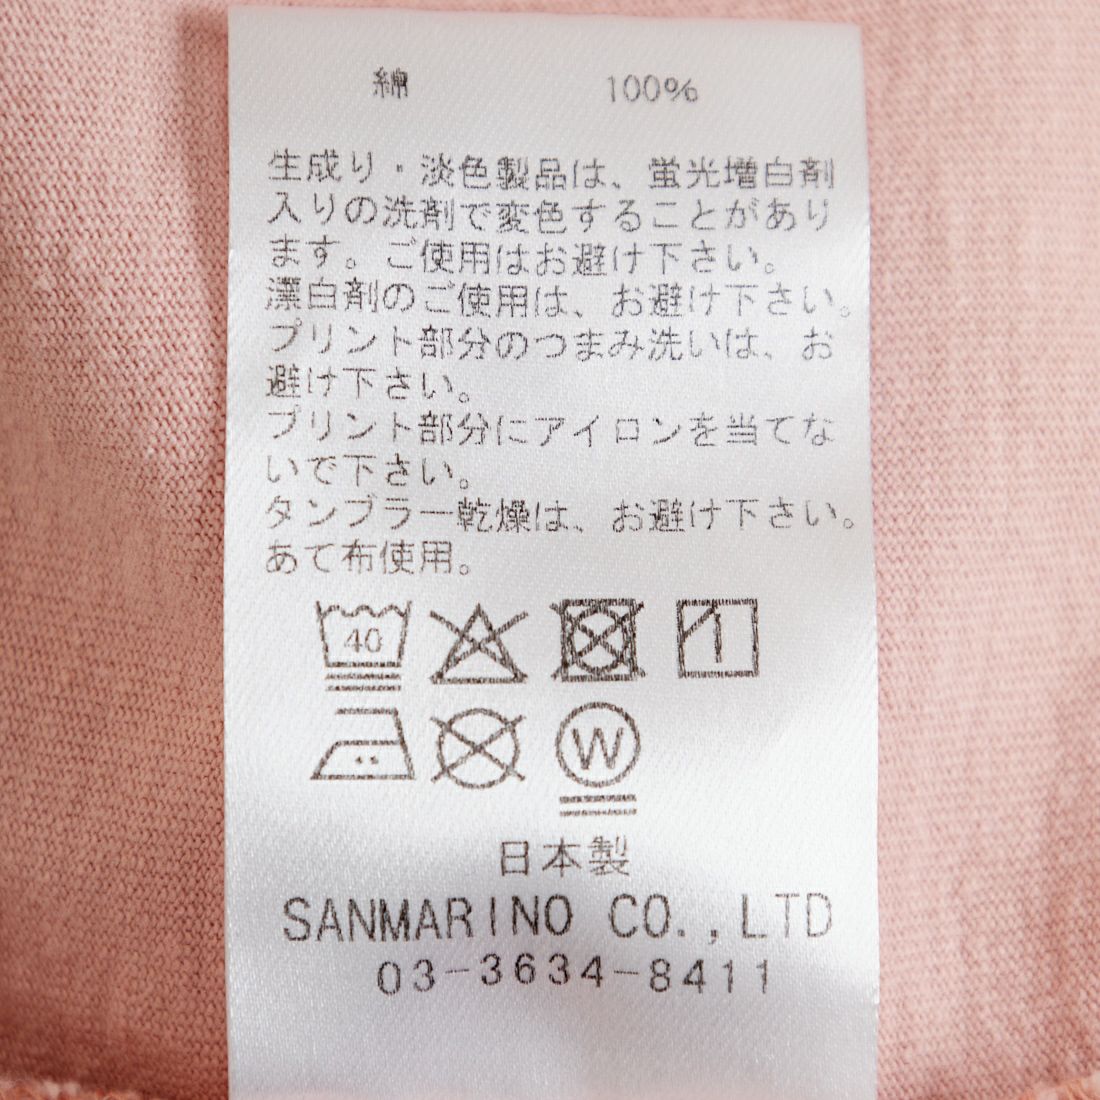 綿 100%
生成り・淡色製品は、蛍光増白剤
入りの洗剤で変色することがあり
ます。ご使用はお避け下さい。
漂白剤のご使用は、お避け下さい。
プリント部分のつまみ洗いは、お
避け下さい。
プリント部分にアイロンを当てな
いで下さい。
タンブラー乾燥は、お避け下さい。
あて布使用。
40
W
日本製
SANMARINO CO.,LTD
03-3634-8411